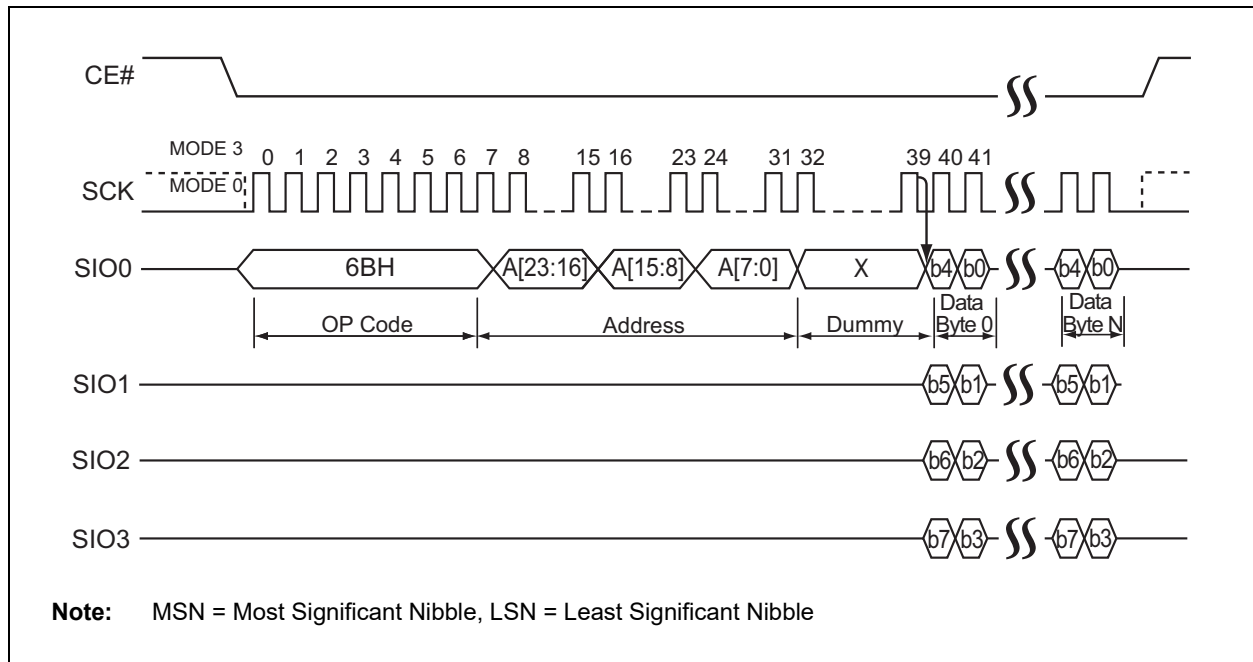 CE#
MODE 3
0 1 2 3 4 5 6 7 8 15 16 23 24 31 32 39 40 41
SCK
MODE 0
SIO0
6BH A[23:16] A[15:8] A[7:0] X b4 b0 b4 b0
OP Code Address Dummy Data Byte 0 Data Byte N
SIO1 b5 b1 b5 b1
SIO2 b6 b2 b6 b2
SIO3 b7 b3 b7 b3
Note: MSN = Most Significant Nibble, LSN = Least Significant Nibble